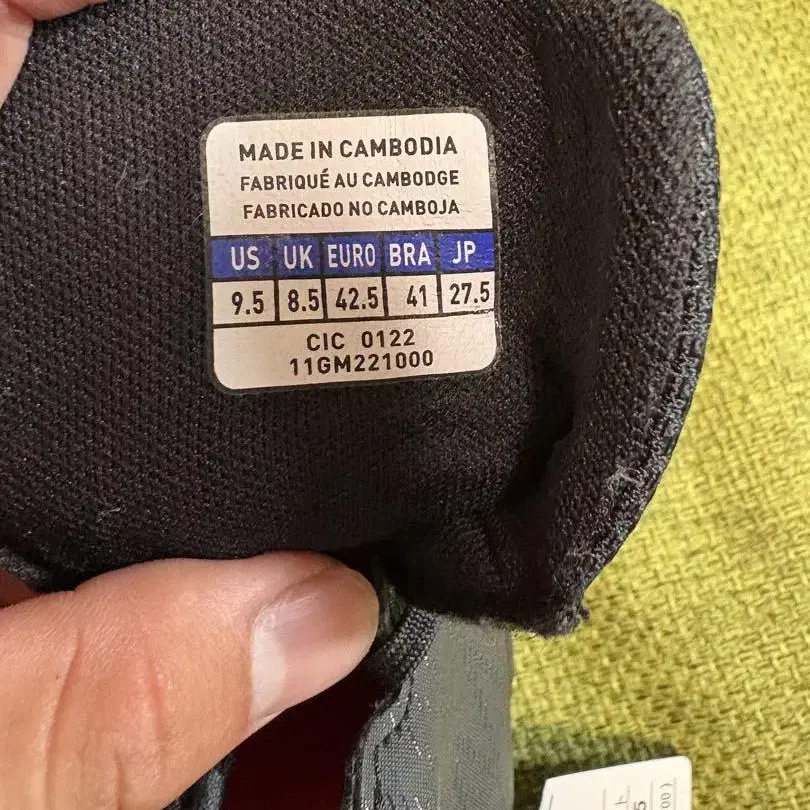 MADE IN CAMBODIA
FABRIQUÉ AU CAMBODGE
FABRICADO NO CAMBOJA
US UK EURO BRA JP
9.5 8.5 42.5 41 27.5
CIC 0122
11GM221000